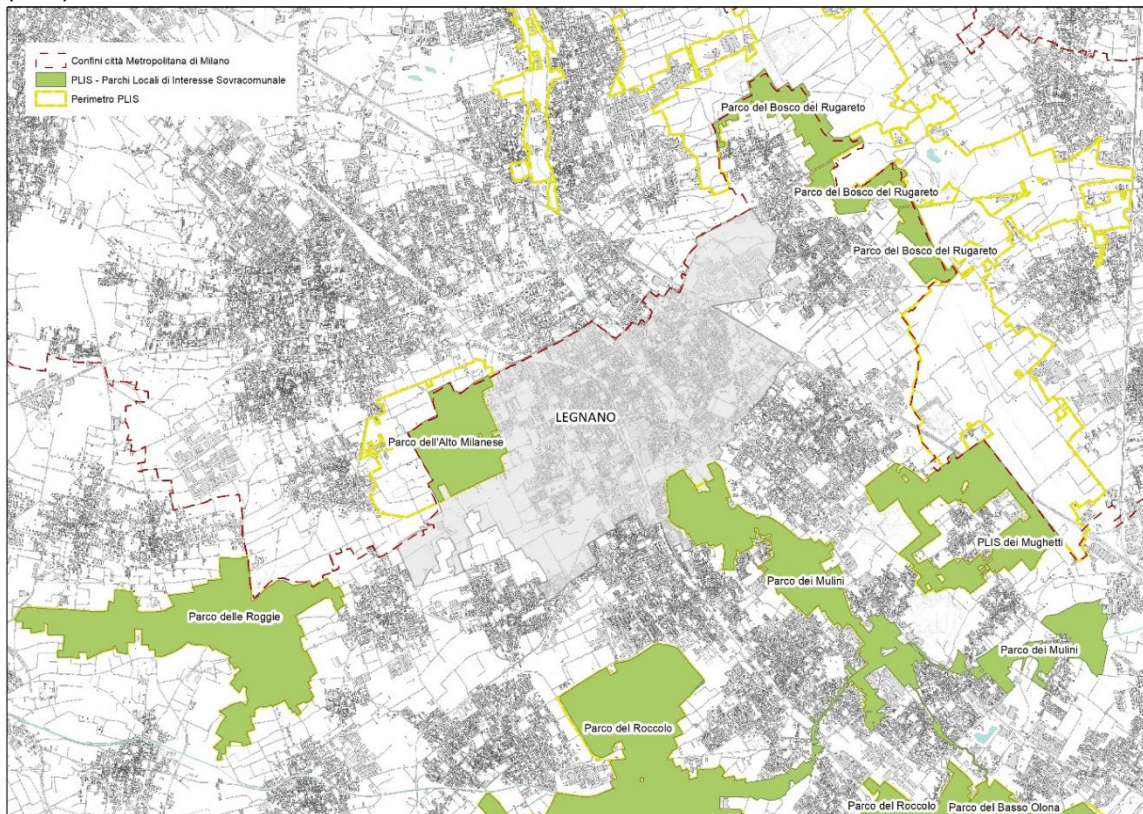 Confini città Metropolitana di Milano
PLIS - Parchi Locali di Interesse Sovracomunale
Perimetro PLIS
Parco del Bosco del Rugareto
Parco del Bosco del Rugareto
Parco del Bosco del Rugareto
LEGNANO
Parco dell'Alto Milanese
PLIS dei Mughetti
Parco dei Mulini
Parco delle Roggie
Parco dei Mulini
Parco del Roccolo
Parco del Roccolo
Parco del Basso Olona